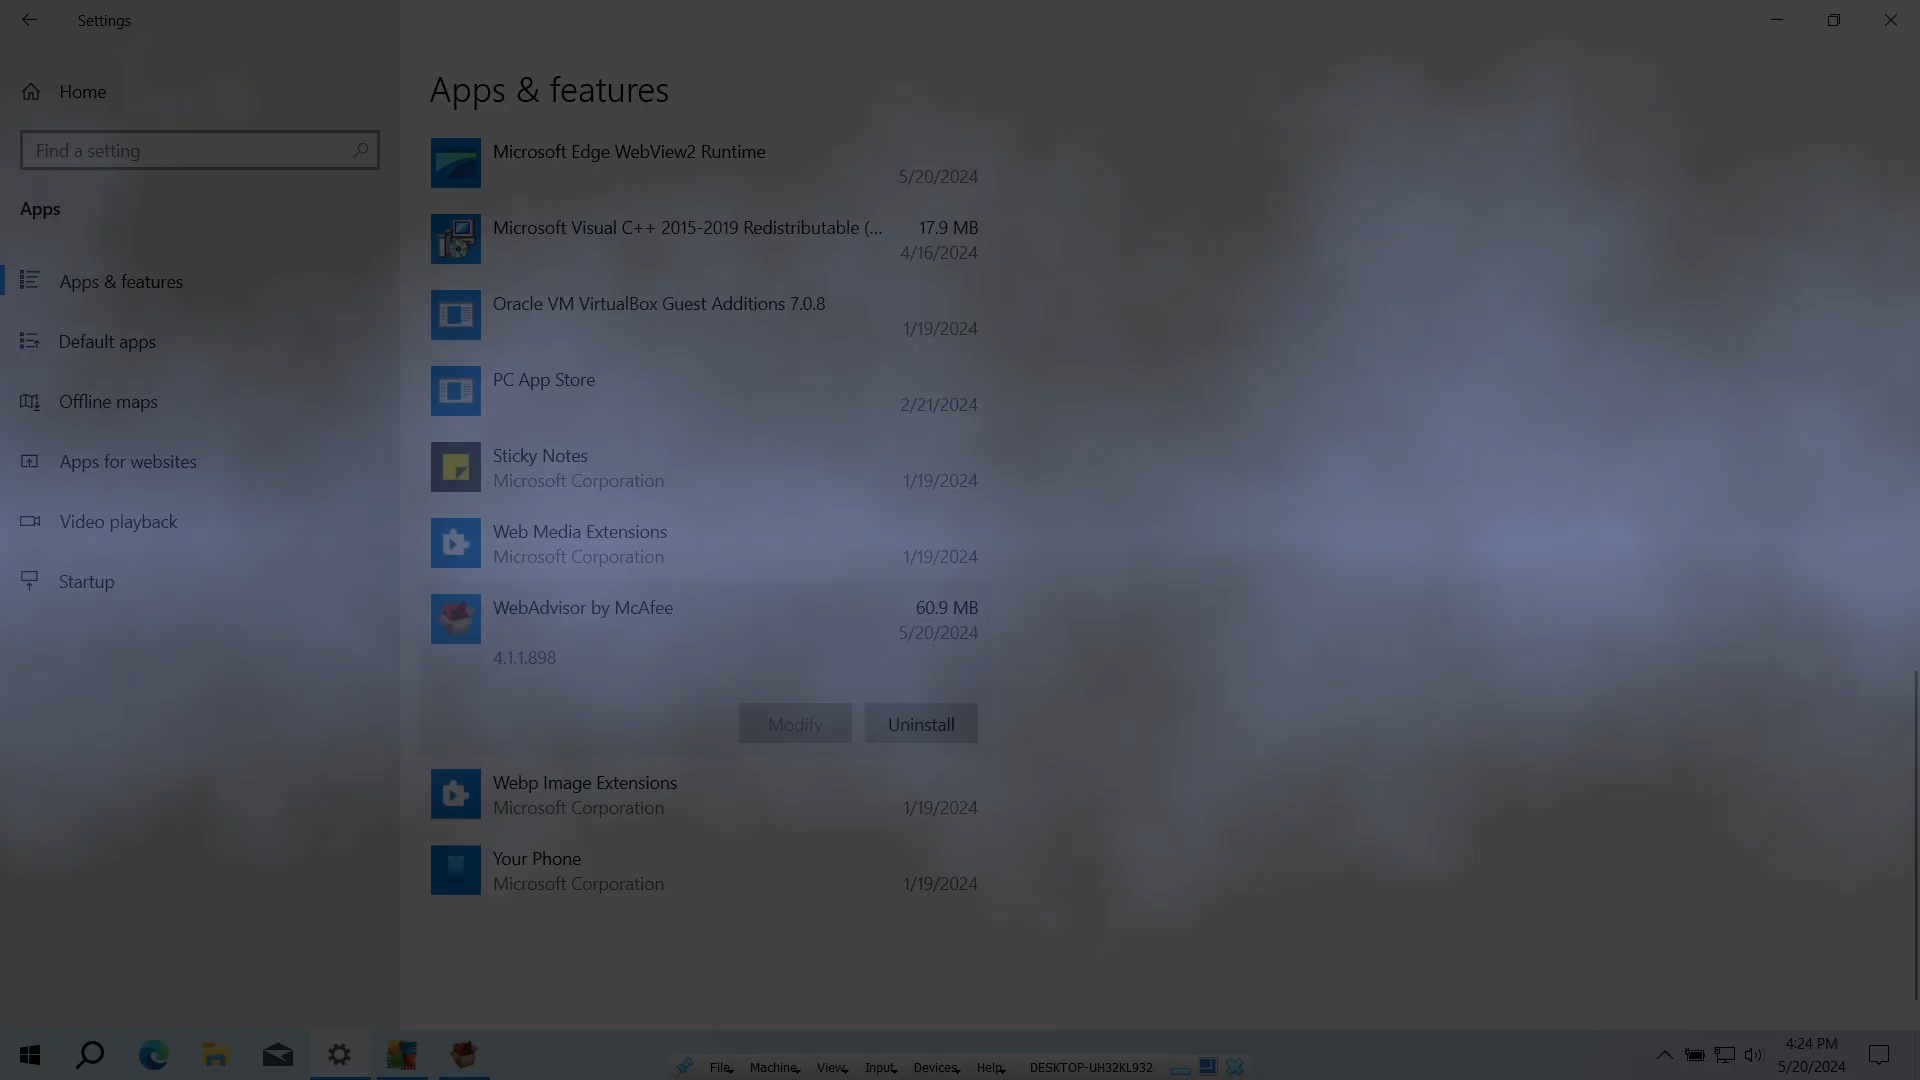 Settings
Home
Find a setting
Apps
Apps & features
Default apps
Offline maps
Apps for websites
Video playback
Startup
Apps & features
Microsoft Edge WebView2 Runtime
5/20/2024
Microsoft Visual C++ 2015-2019 Redistributable (... 17.9 MB
4/16/2024
Oracle VM VirtualBox Guest Additions 7.0.8
1/19/2024
PC App Store
2/21/2024
Sticky Notes
Microsoft Corporation 1/19/2024
Web Media Extensions
Microsoft Corporation 1/19/2024
WebAdvisor by McAfee 60.9 MB
5/20/2024
4.1.1.898
Modify Uninstall
Webp Image Extensions
Microsoft Corporation 1/19/2024
Your Phone
Microsoft Corporation 1/19/2024
File Machine View Input Devices Help DESKTOP-UH32KL932
4:24 PM
5/20/2024